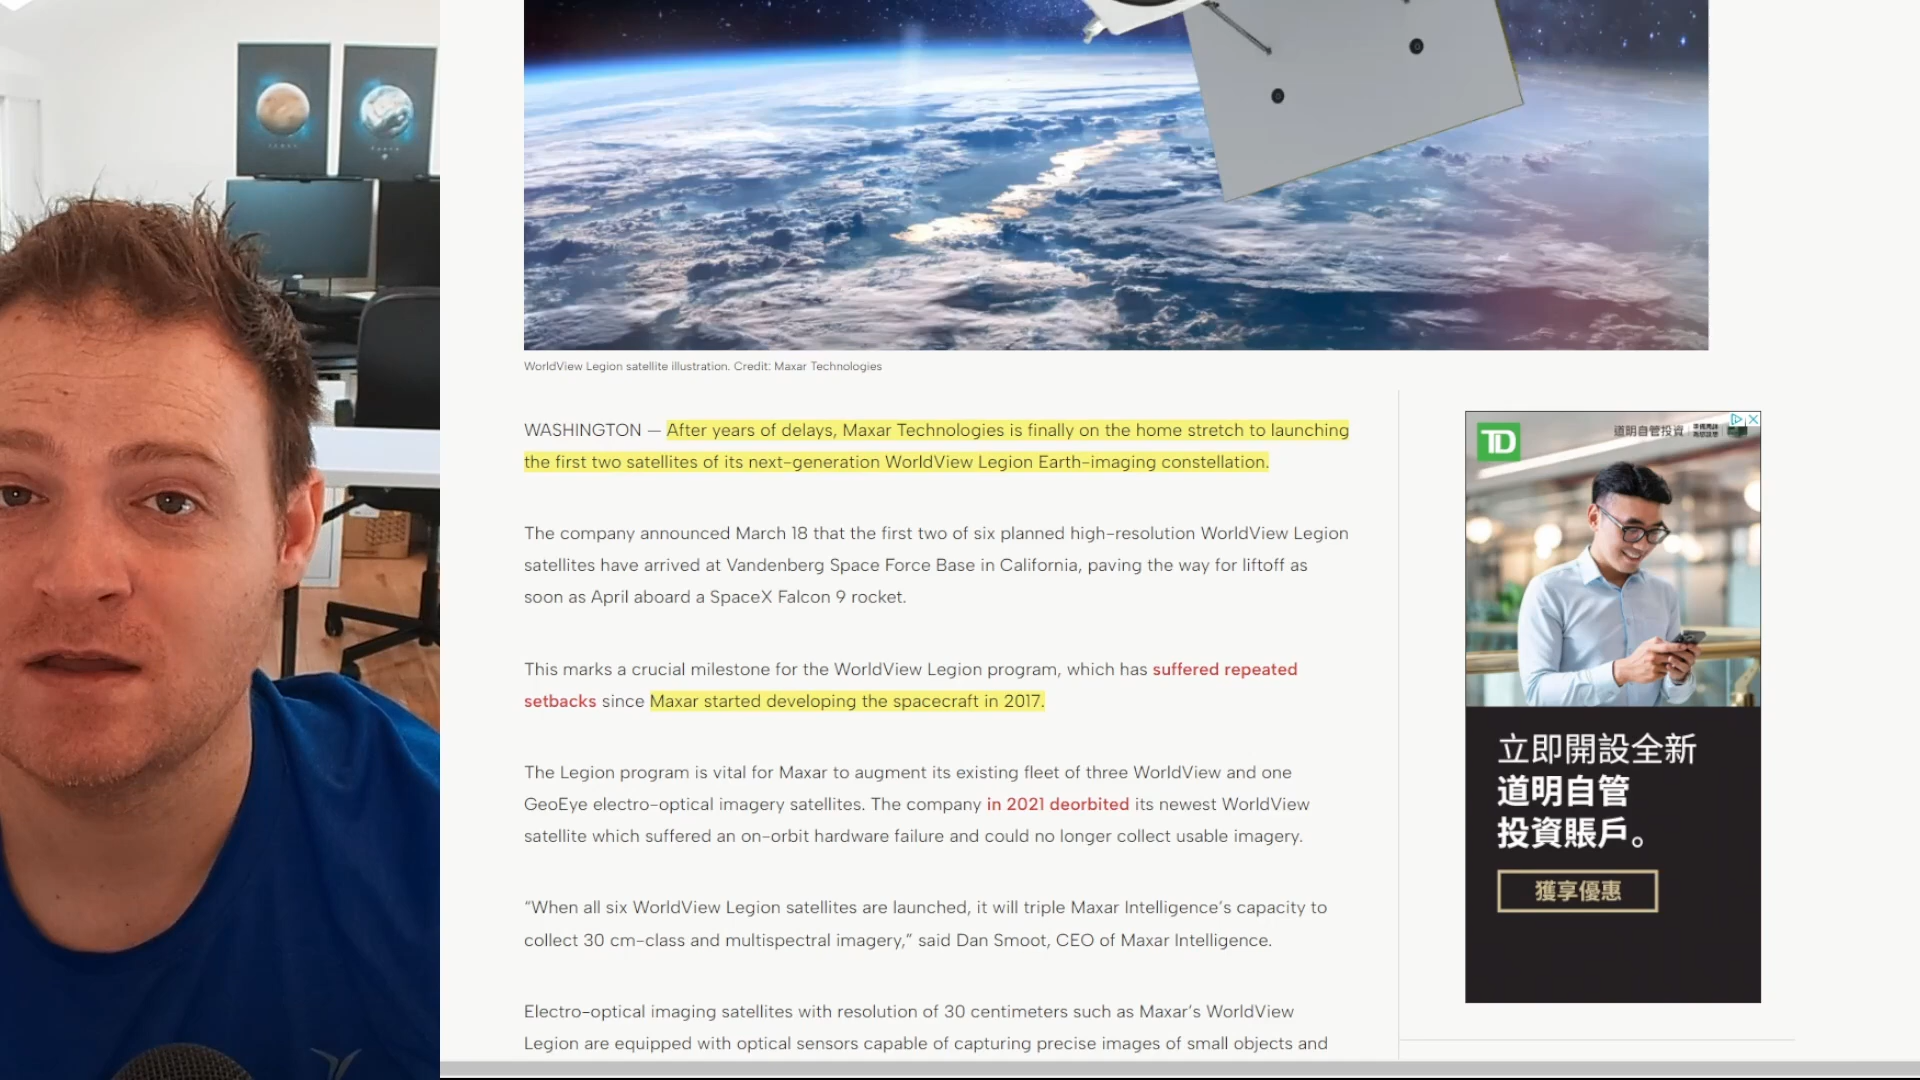 WorldView Legion satellite illustration. Credit: Maxar Technologies
WASHINGTON — After years of delays, Maxar Technologies is finally on the home stretch to launching
the first two satellites of its next-generation WorldView Legion Earth-imaging constellation.
The company announced March 18 that the first two of six planned high-resolution WorldView Legion
satellites have arrived at Vandenberg Space Force Base in California, paving the way for liftoff as
soon as April aboard a SpaceX Falcon 9 rocket.
This marks a crucial milestone for the WorldView Legion program, which has suffered repeated
setbacks since Maxar started developing the spacecraft in 2017.
The Legion program is vital for Maxar to augment its existing fleet of three WorldView and one
GeoEye electro-optical imagery satellites. The company in 2021 deorbited its newest WorldView
satellite which suffered an on-orbit hardware failure and could no longer collect usable imagery.
“When all six WorldView Legion satellites are launched, it will triple Maxar Intelligence’s capacity to
collect 30 cm-class and multispectral imagery,” said Dan Smoot, CEO of Maxar Intelligence.
Electro-optical imaging satellites with resolution of 30 centimeters such as Maxar’s WorldView
Legion are equipped with optical sensors capable of capturing precise images of small objects and
TD
道明自管投資
立即開設全新
道明自管
投資賬戶。
獲享優惠